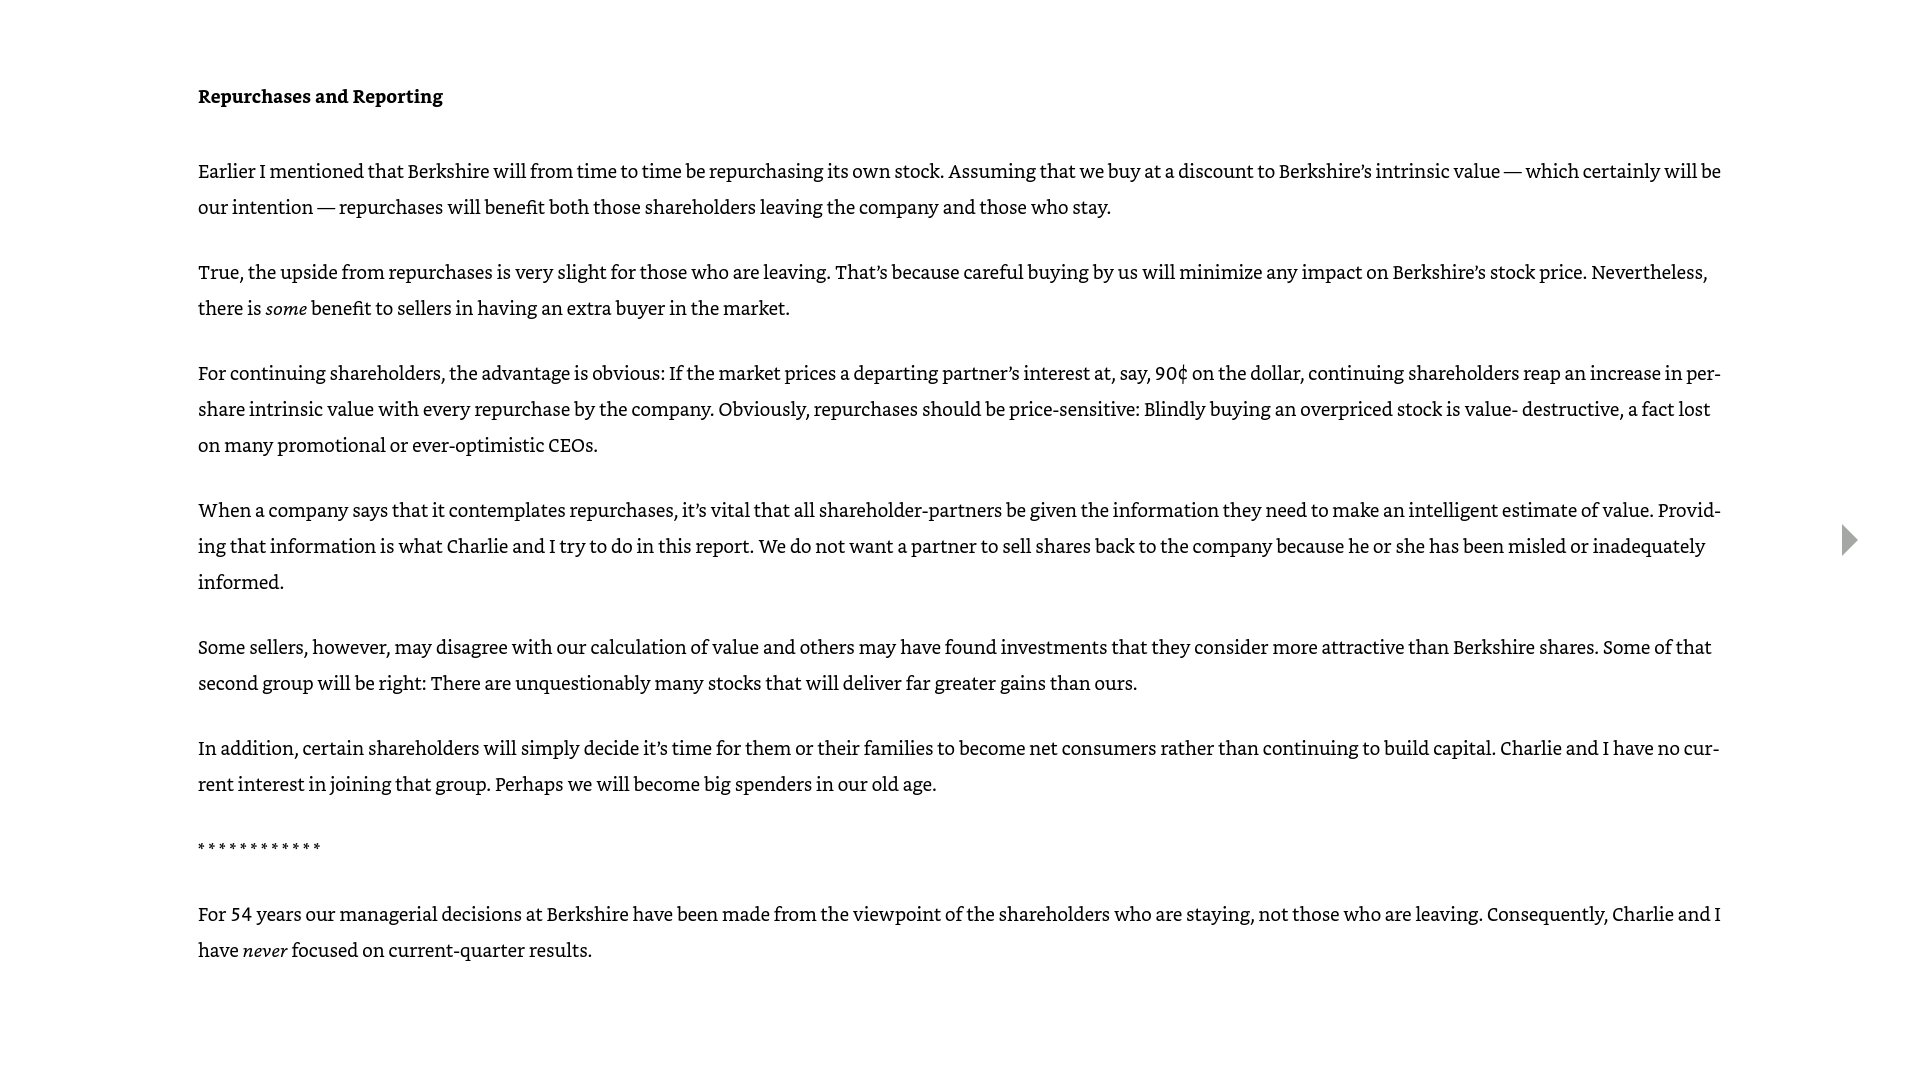 Repurchases and Reporting
Earlier I mentioned that Berkshire will from time to time be repurchasing its own stock. Assuming that we buy at a discount to Berkshire’s intrinsic value — which certainly will be
our intention — repurchases will benefit both those shareholders leaving the company and those who stay.
True, the upside from repurchases is very slight for those who are leaving. That’s because careful buying by us will minimize any impact on Berkshire’s stock price. Nevertheless,
there is some benefit to sellers in having an extra buyer in the market.
For continuing shareholders, the advantage is obvious: If the market prices a departing partner’s interest at, say, 90¢ on the dollar, continuing shareholders reap an increase in per-
share intrinsic value with every repurchase by the company. Obviously, repurchases should be price-sensitive: Blindly buying an overpriced stock is value- destructive, a fact lost
on many promotional or ever-optimistic CEOs.
When a company says that it contemplates repurchases, it’s vital that all shareholder-partners be given the information they need to make an intelligent estimate of value. Provid-
ing that information is what Charlie and I try to do in this report. We do not want a partner to sell shares back to the company because he or she has been misled or inadequately
informed.
Some sellers, however, may disagree with our calculation of value and others may have found investments that they consider more attractive than Berkshire shares. Some of that
second group will be right: There are unquestionably many stocks that will deliver far greater gains than ours.
In addition, certain shareholders will simply decide it’s time for them or their families to become net consumers rather than continuing to build capital. Charlie and I have no cur-
rent interest in joining that group. Perhaps we will become big spenders in our old age.
* * * * * * * * * * * *
For 54 years our managerial decisions at Berkshire have been made from the viewpoint of the shareholders who are staying, not those who are leaving. Consequently, Charlie and I
have never focused on current-quarter results.